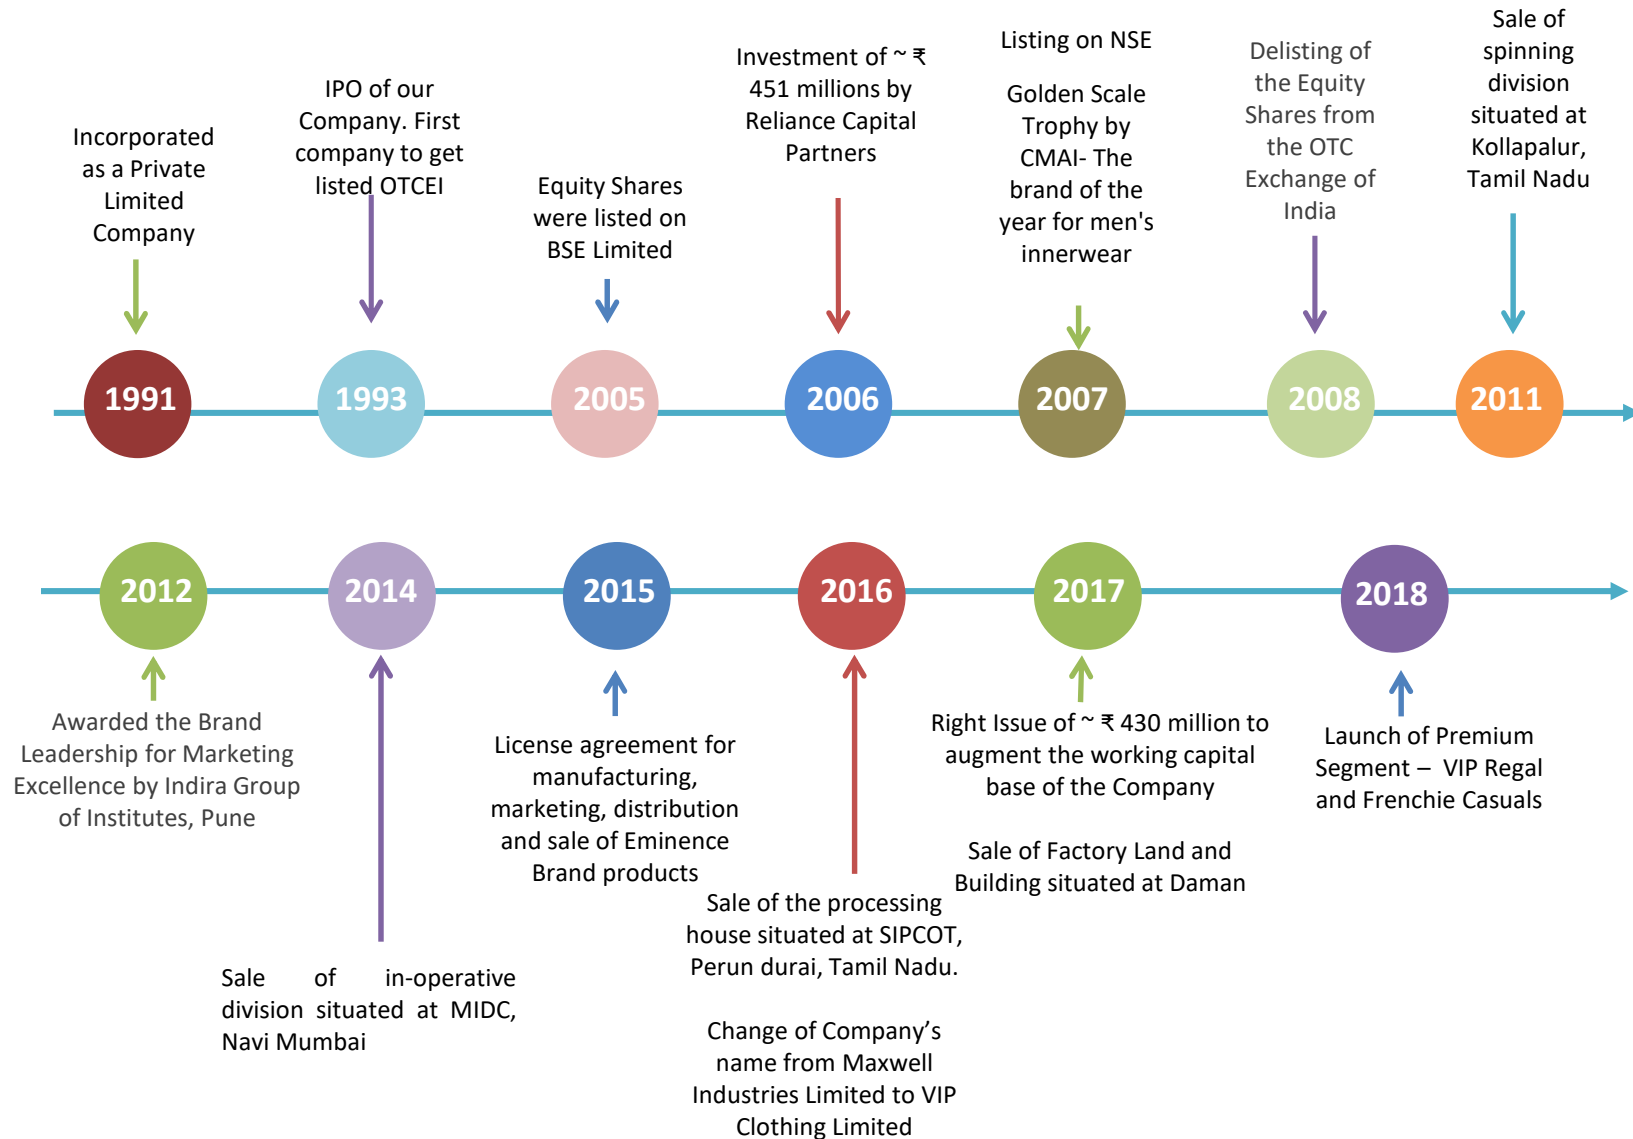 Incorporated
as a Private
Limited
Company
IPO of our
Company. First
company to get
listed OTCEI
Equity Shares
were listed on
BSE Limited
Investment of ~ ₹
451 millions by
Reliance Capital
Partners
Listing on NSE
Golden Scale
Trophy by
CMAI- The
brand of the
year for men's
innerwear
Delisting of
the Equity
Shares from
the OTC
Exchange of
India
Sale of
spinning
division
situated at
Kollapalur,
Tamil Nadu
1991
1993
2005
2006
2007
2008
2011
2012
2014
2015
2016
2017
2018
Awarded the Brand
Leadership for Marketing
Excellence by Indira Group
of Institutes, Pune
Sale of in-operative
division situated at MIDC,
Navi Mumbai
License agreement for
manufacturing,
marketing, distribution
and sale of Eminence
Brand products
Sale of the processing
house situated at SIPCOT,
Perun durai, Tamil Nadu.
Change of Company’s
name from Maxwell
Industries Limited to VIP
Clothing Limited
Right Issue of ~ ₹ 430 million to
augment the working capital
base of the Company
Sale of Factory Land and
Building situated at Daman
Launch of Premium
Segment – VIP Regal
and Frenchie Casuals